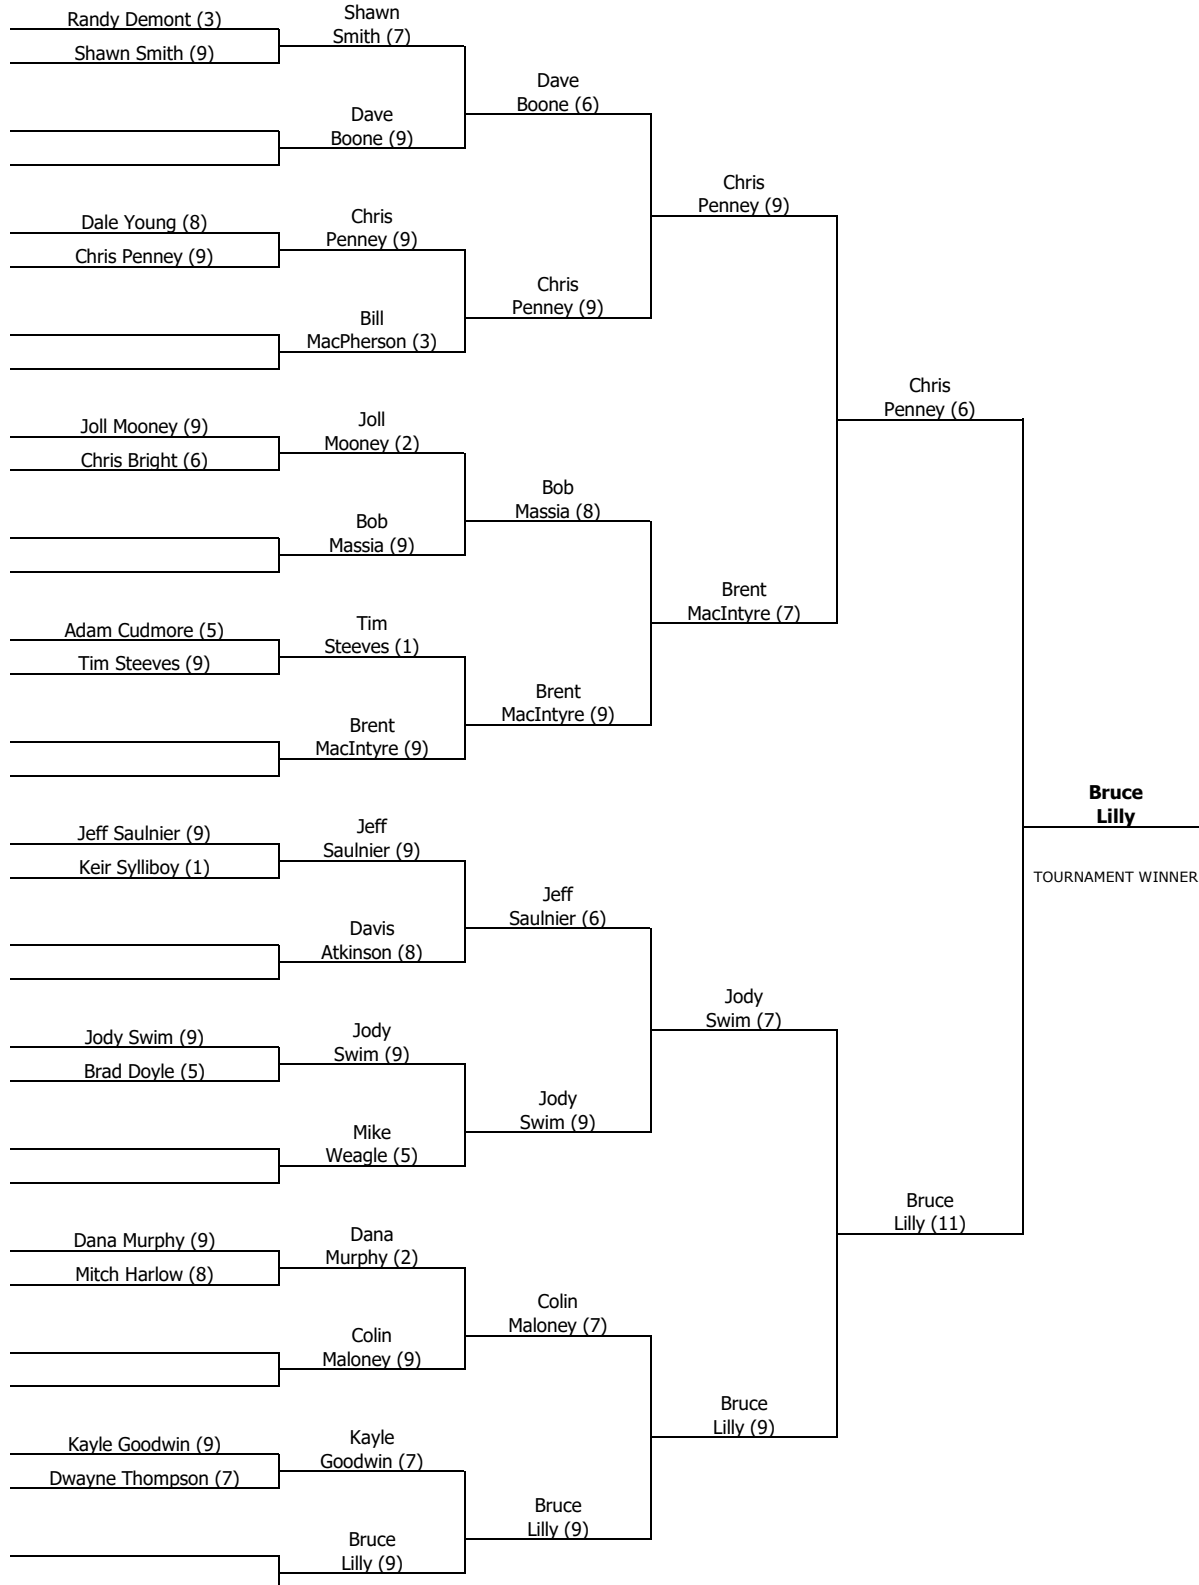 Randy Demont (3)
Shawn Smith (9)
Dale Young (8)
Chris Penney (9)
Joll Mooney (9)
Chris Bright (6)
Adam Cudmore (5)
Tim Steeves (9)
Jeff Saulnier (9)
Keir Sylliboy (1)
Jody Swim (9)
Brad Doyle (5)
Dana Murphy (9)
Mitch Harlow (8)
Kayle Goodwin (9)
Dwayne Thompson (7)
Shawn
Smith (7)
Dave
Boone (9)
Chris
Penney (9)
Bill
MacPherson (3)
Joll
Mooney (2)
Bob
Massia (9)
Tim
Steeves (1)
Brent
MacIntyre (9)
Jeff
Saulnier (9)
Davis
Atkinson (8)
Jody
Swim (9)
Mike
Weagle (5)
Dana
Murphy (2)
Colin
Maloney (9)
Kayle
Goodwin (7)
Bruce
Lilly (9)
Dave
Boone (6)
Chris
Penney (9)
Bob
Massia (8)
Brent
MacIntyre (9)
Jeff
Saulnier (6)
Jody
Swim (9)
Colin
Maloney (7)
Bruce
Lilly (9)
Chris
Penney (9)
Brent
MacIntyre (7)
Jody
Swim (7)
Bruce
Lilly (9)
Chris
Penney (6)
Bruce
Lilly (11)
Bruce
Lilly
TOURNAMENT WINNER